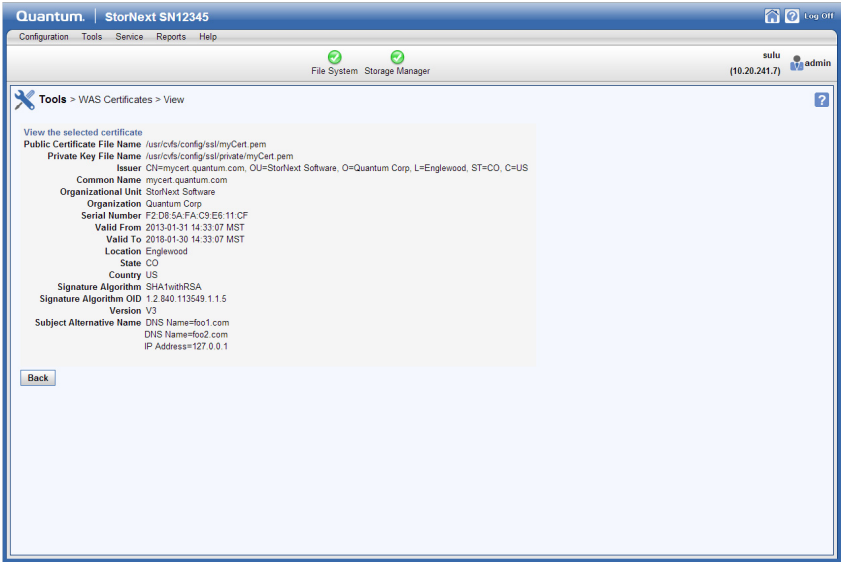 Quantum. StorNext SN12345 Log Off
Configuration Tools Service Reports Help
File System Storage Manager
sulu
(10.20.241.7)
admin
Tools > WAS Certificates > View
View the selected certificate
Public Certificate File Name /usr/cvfs/config/ssl/myCert.pem
Private Key File Name /usr/cvfs/config/ssl/private/myCert.pem
Issuer CN=mycert.quantum.com, OU=StorNext Software, O=Quantum Corp, L=Englewood, ST=CO, C=US
Common Name mycert.quantum.com
Organizational Unit StorNext Software
Organization Quantum Corp
Serial Number F2:D8:5A:FA:C9:E6:11:CF
Valid From 2013-01-31 14:33:07 MST
Valid To 2018-01-30 14:33:07 MST
Location Englewood
State CO
Country US
Signature Algorithm SHA1withRSA
Signature Algorithm OID 1.2.840.113549.1.1.5
Version V3
Subject Alternative Name DNS Name=foo1.com
DNS Name=foo2.com
IP Address=127.0.0.1
Back